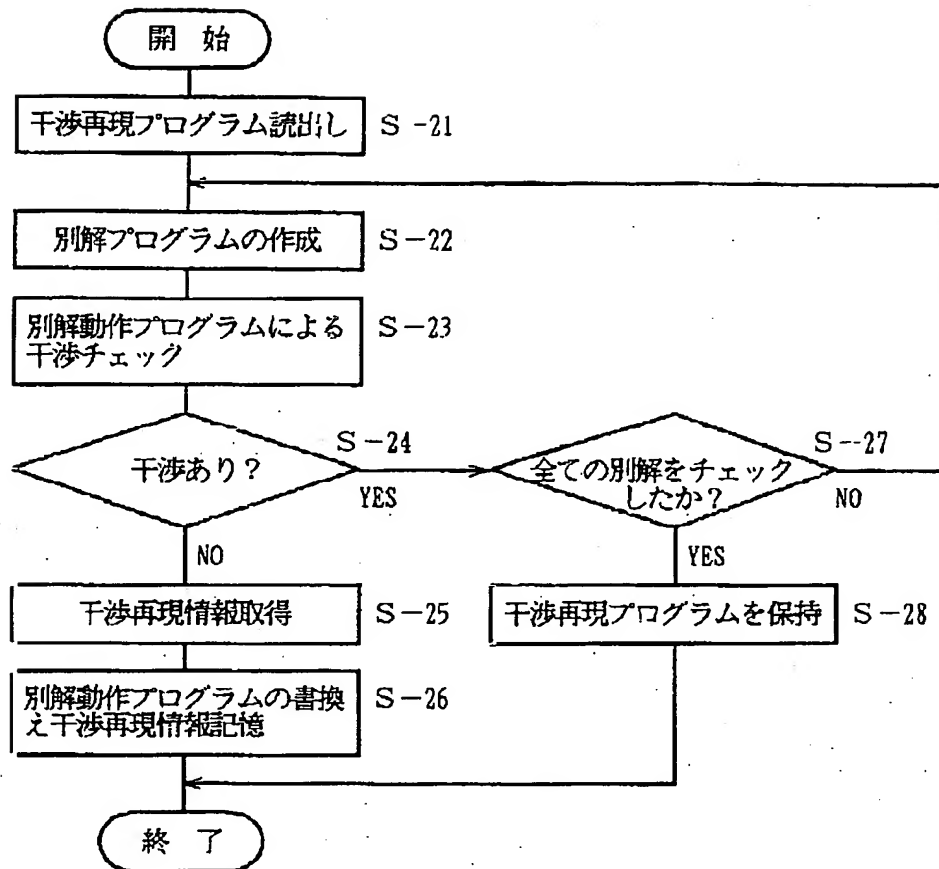 開 始
干渉再現プログラム読出し S-21
別解プログラムの作成 S-22
別解動作プログラムによる S-23
干渉チェック
S-24
干渉あり?
YES
NO
S--27
全ての別解をチェック
したか?
NO
YES
干渉再現情報取得 S-25
干渉再現プログラムを保持 S-28
別解動作プログラムの書換 S-26
え干渉再現情報記憶
終 了